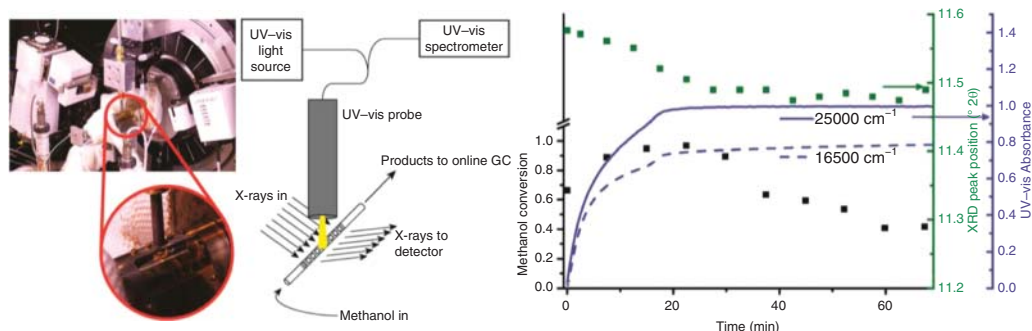 UV–vis
light
source
UV–vis
spectrometer
UV–vis probe
Products to online GC
X-rays in
X-rays to
detector
Methanol in
Methanol conversion
1.0
0.8
0.6
0.4
0.2
0.0
25000 cm⁻¹
16500 cm⁻¹
0
20
40
60
Time (min)
11.6
11.5
11.4
11.3
11.2
XRD peak position (° 2θ)
1.4
1.2
1.0
0.8
0.6
0.4
0.2
0.0
UV–vis Absorbance